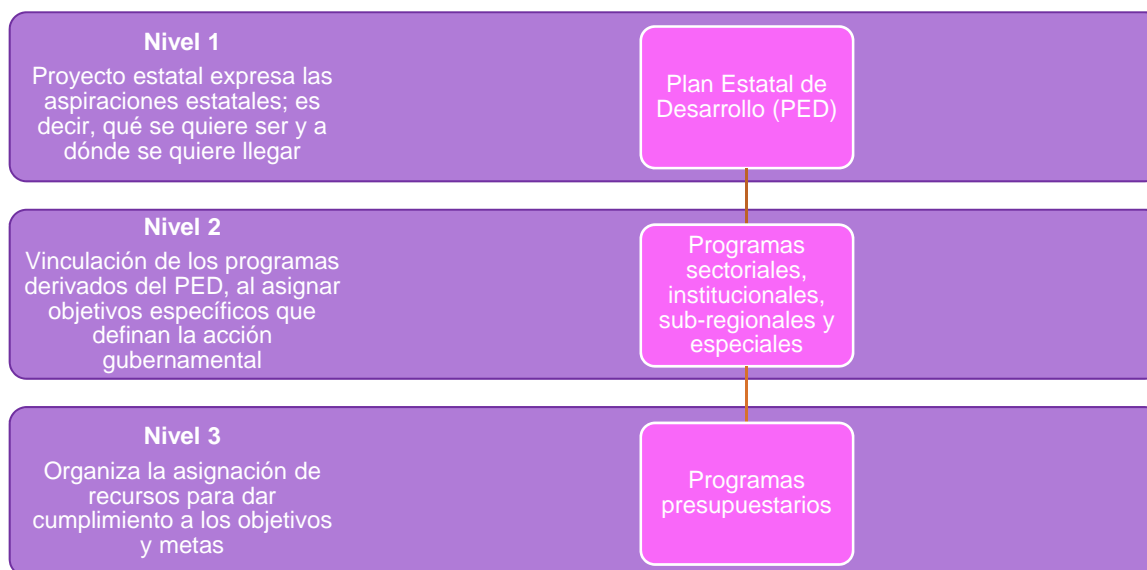 Nivel 1
Proyecto estatal expresa las
aspiraciones estatales; es
decir, qué se quiere ser y a
dónde se quiere llegar
Plan Estatal de
Desarrollo (PED)
Nivel 2
Vinculación de los programas
derivados del PED, al asignar
objetivos específicos que
definan la acción
gubernamental
Programas
sectoriales,
institucionales,
sub-regionales y
especiales
Nivel 3
Organiza la asignación de
recursos para dar
cumplimiento a los objetivos
y metas
Programas
presupuestarios